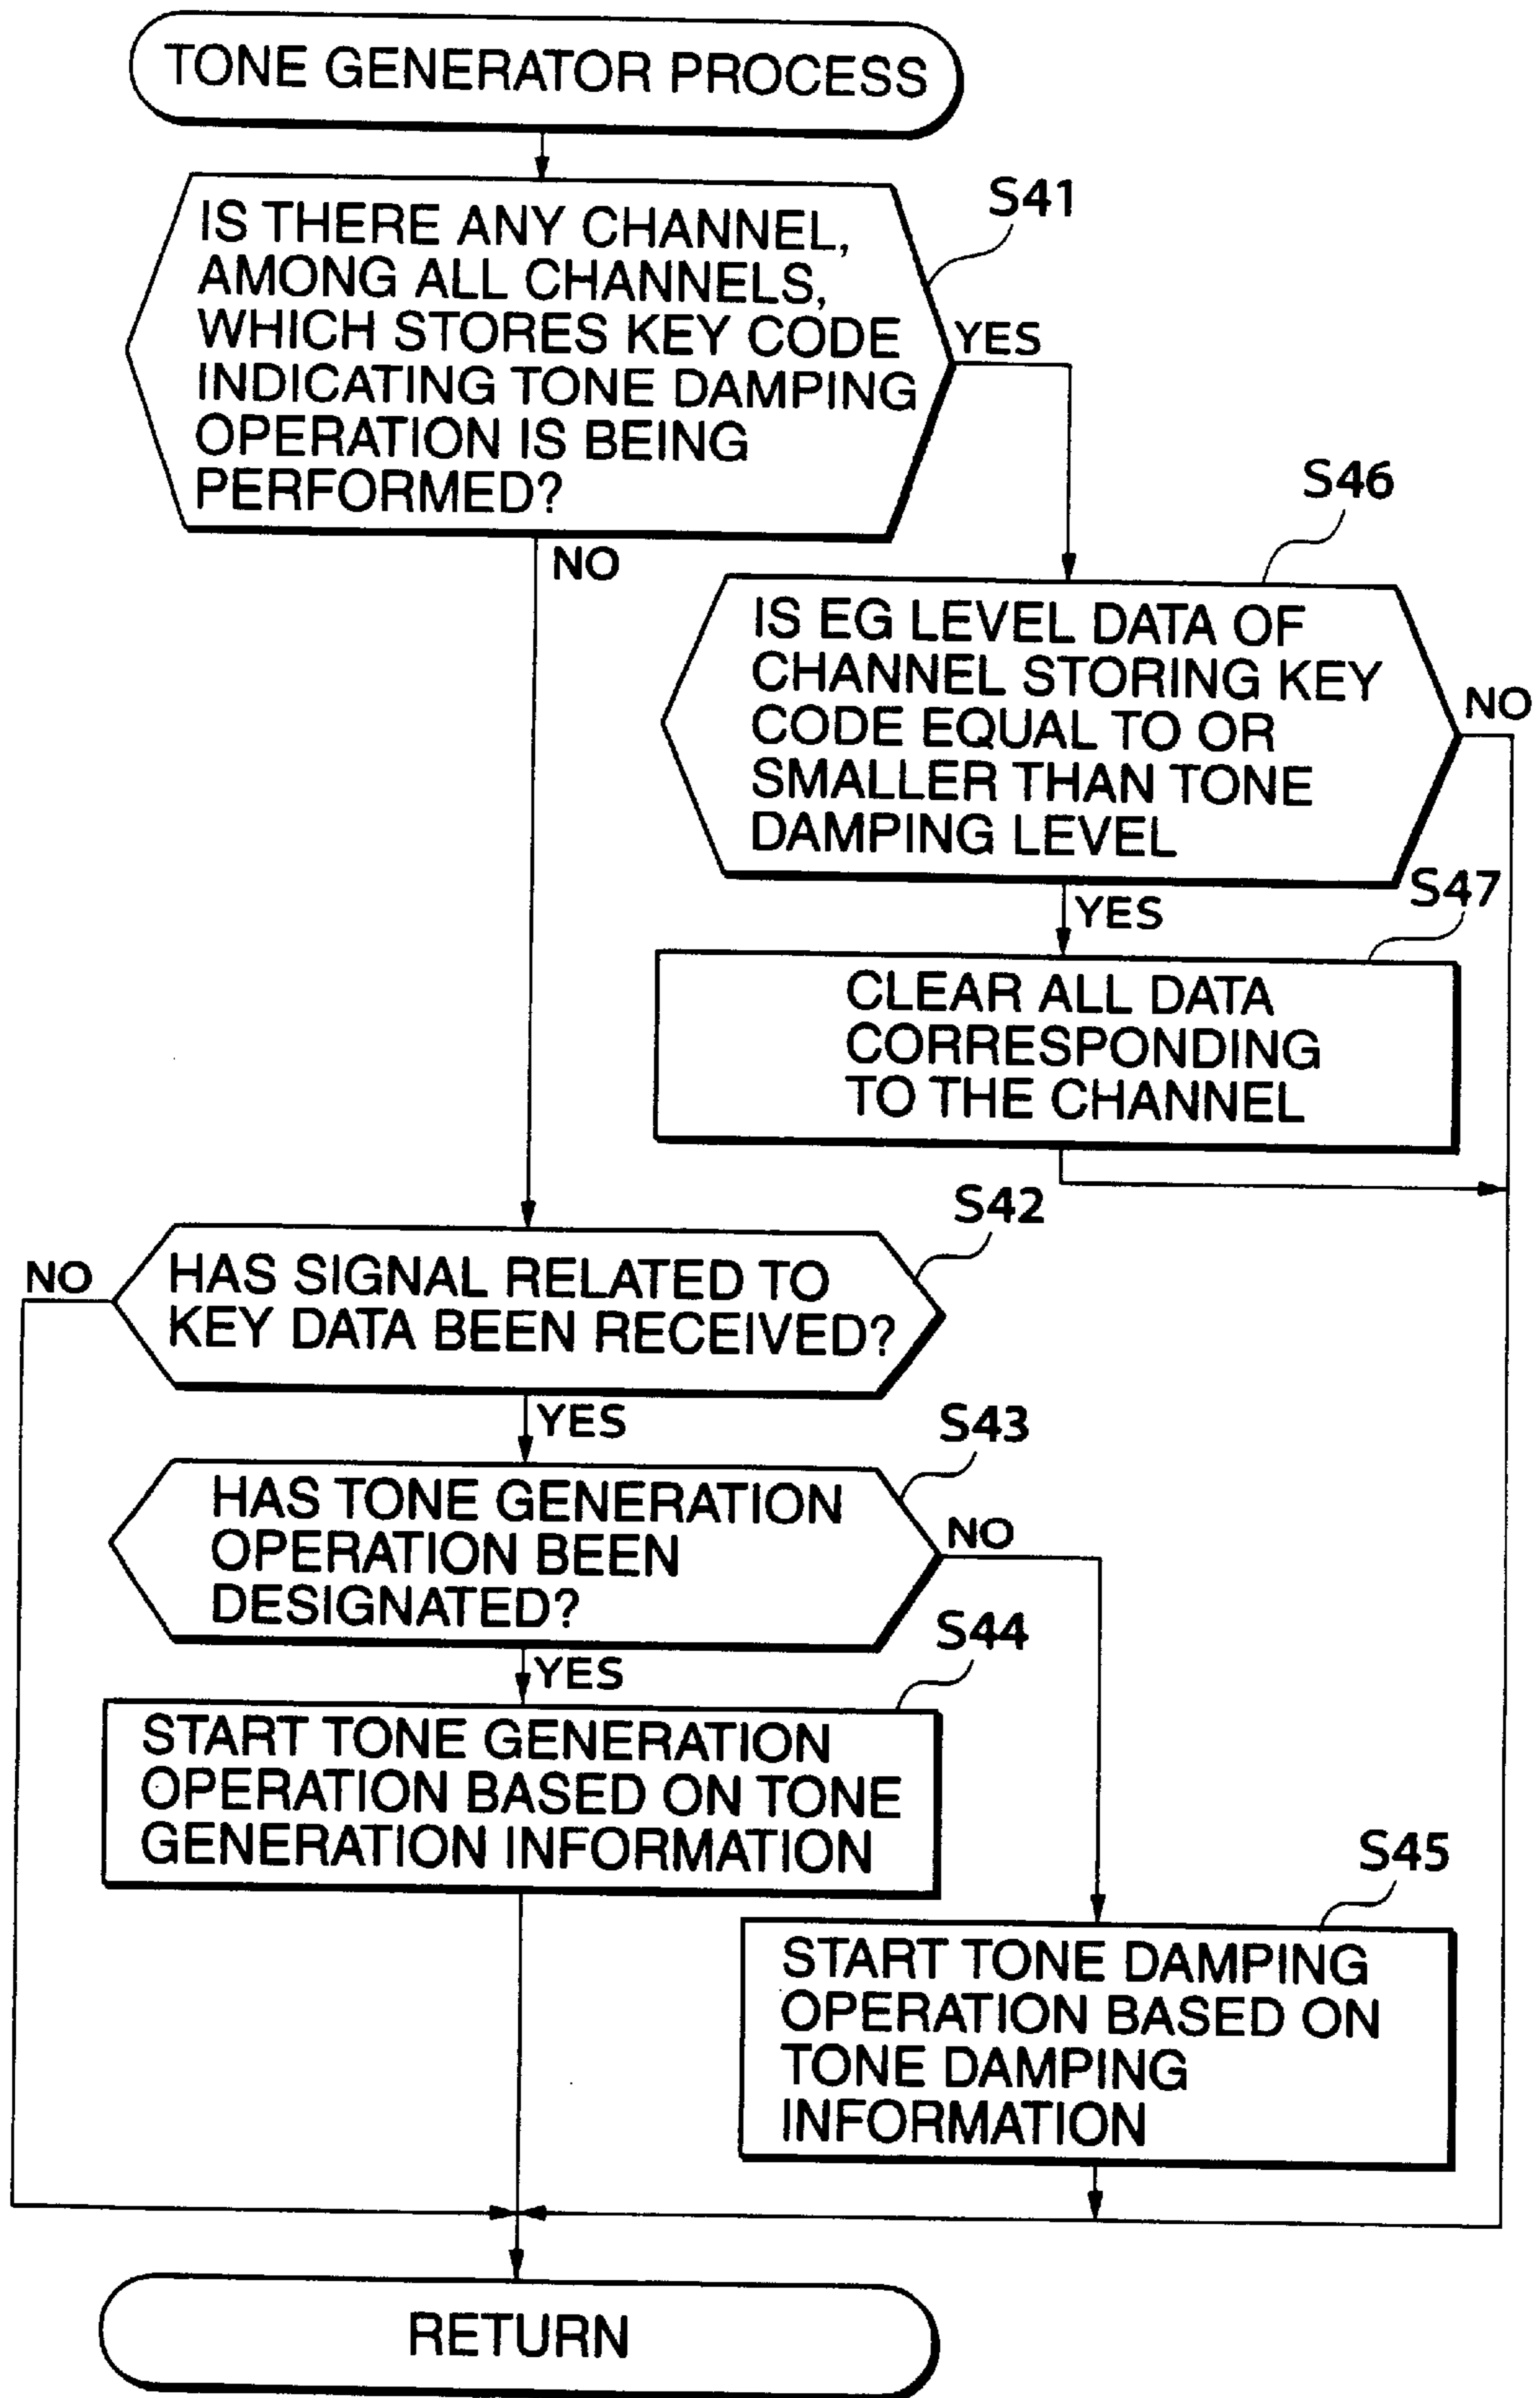 TONE GENERATOR PROCESS
S41
IS THERE ANY CHANNEL,
AMONG ALL CHANNELS,
WHICH STORES KEY CODE
INDICATING TONE DAMPING
OPERATION IS BEING
PERFORMED?
YES
NO
S46
IS EG LEVEL DATA OF
CHANNEL STORING KEY
CODE EQUAL TO OR
SMALLER THAN TONE
DAMPING LEVEL
NO
YES
S47
CLEAR ALL DATA
CORRESPONDING
TO THE CHANNEL
S42
NO
HAS SIGNAL RELATED TO
KEY DATA BEEN RECEIVED?
YES
S43
HAS TONE GENERATION
OPERATION BEEN
DESIGNATED?
NO
YES
S44
START TONE GENERATION
OPERATION BASED ON TONE
GENERATION INFORMATION
S45
START TONE DAMPING
OPERATION BASED ON
TONE DAMPING
INFORMATION
RETURN